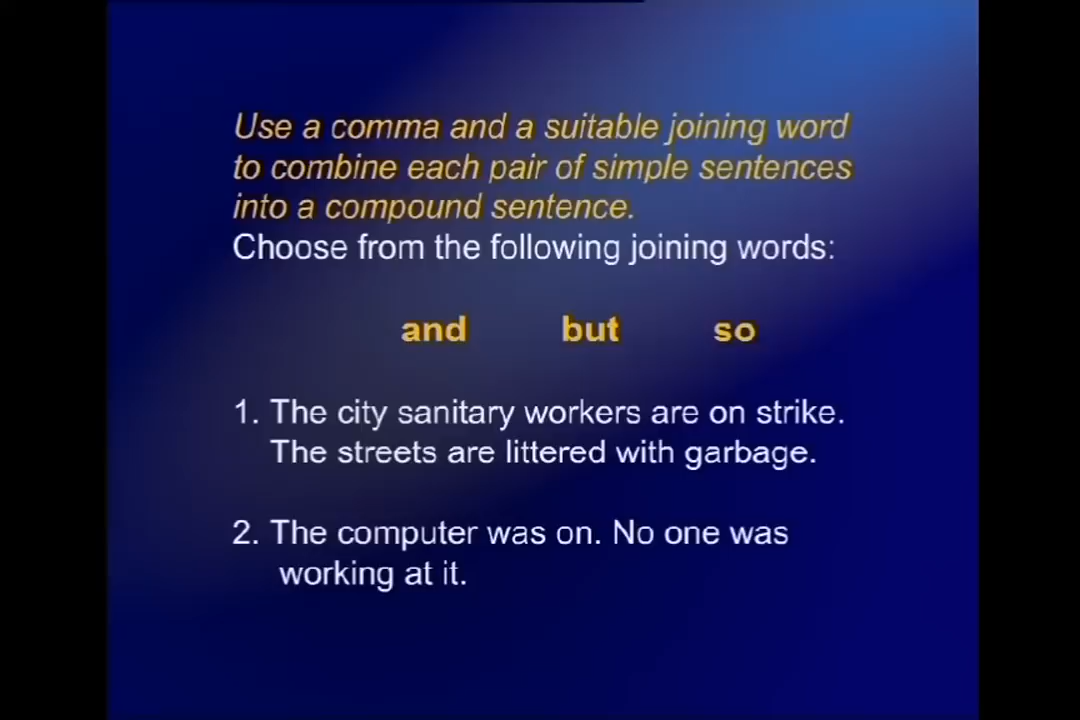 Use a comma and a suitable joining word
to combine each pair of simple sentences
into a compound sentence.
Choose from the following joining words:
and but so
1. The city sanitary workers are on strike.
The streets are littered with garbage.
2. The computer was on. No one was
working at it.